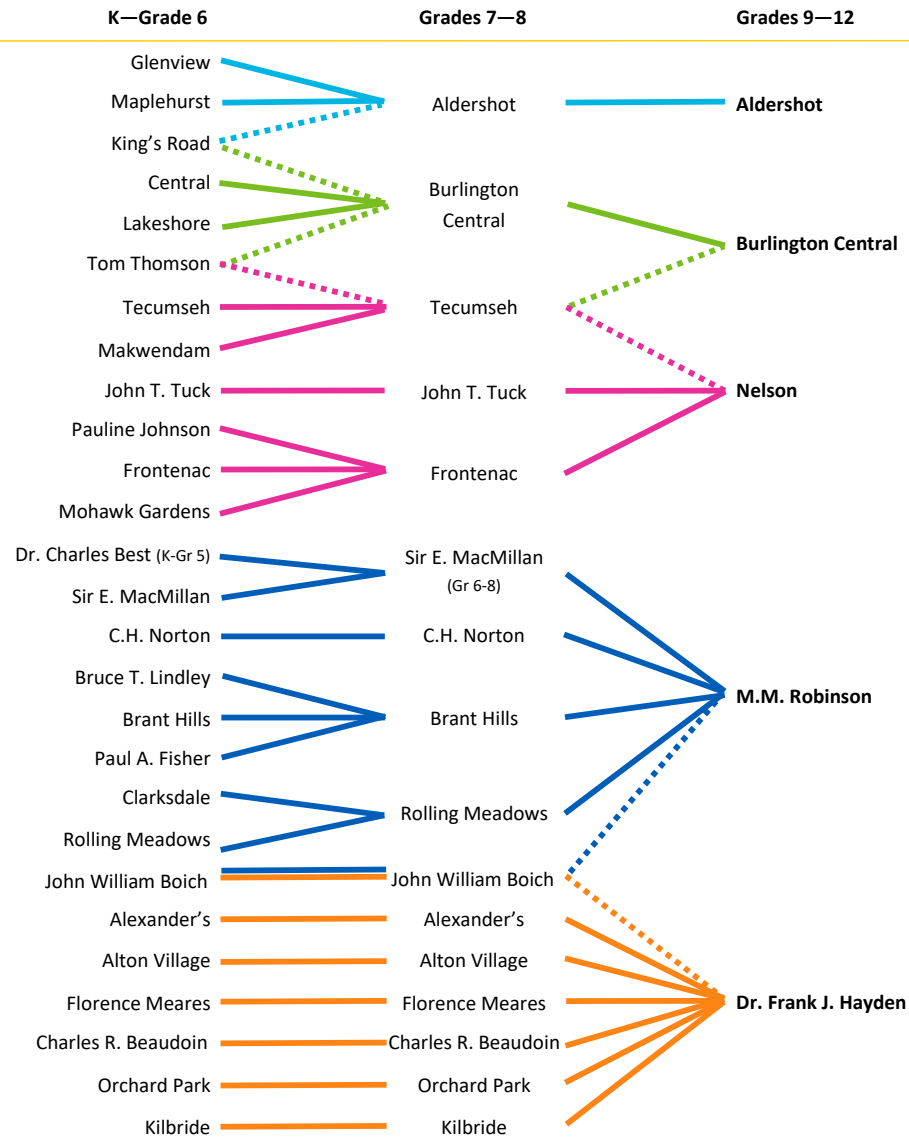 K—Grade 6 Grades 7—8 Grades 9—12
Glenview
Maplehurst Aldershot Aldershot
King's Road
Central Burlington
Central
Lakeshore
Burlington Central
Tom Thomson
Tecumseh Tecumseh
Makwendam
John T. Tuck John T. Tuck Nelson
Pauline Johnson
Frontenac Frontenac
Mohawk Gardens
Dr. Charles Best (K-Gr 5) Sir E. MacMillan
(Gr 6-8)
Sir E. MacMillan
C.H. Norton C.H. Norton
Bruce T. Lindley
M.M. Robinson
Brant Hills Brant Hills
Paul A. Fisher
Clarksdale
Rolling Meadows
Rolling Meadows
John William Boich John William Boich
Alexander's Alexander's
Alton Village Alton Village
Florence Meares Florence Meares Dr. Frank J. Hayden
Charles R. Beaudoin Charles R. Beaudoin
Orchard Park Orchard Park
Kilbride Kilbride